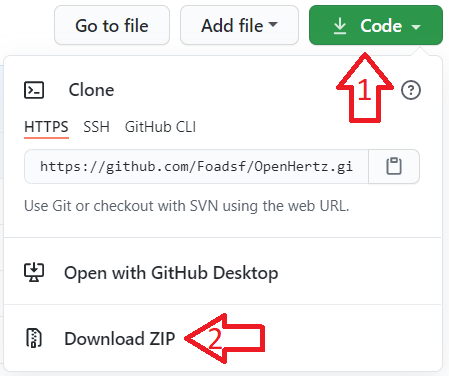 Go to file Add file Code
1
Clone
HTTPS SSH GitHub CLI
https://github.com/Foadsf/OpenHertz.gi
Use Git or checkout with SVN using the web URL.
Open with GitHub Desktop
Download ZIP 2